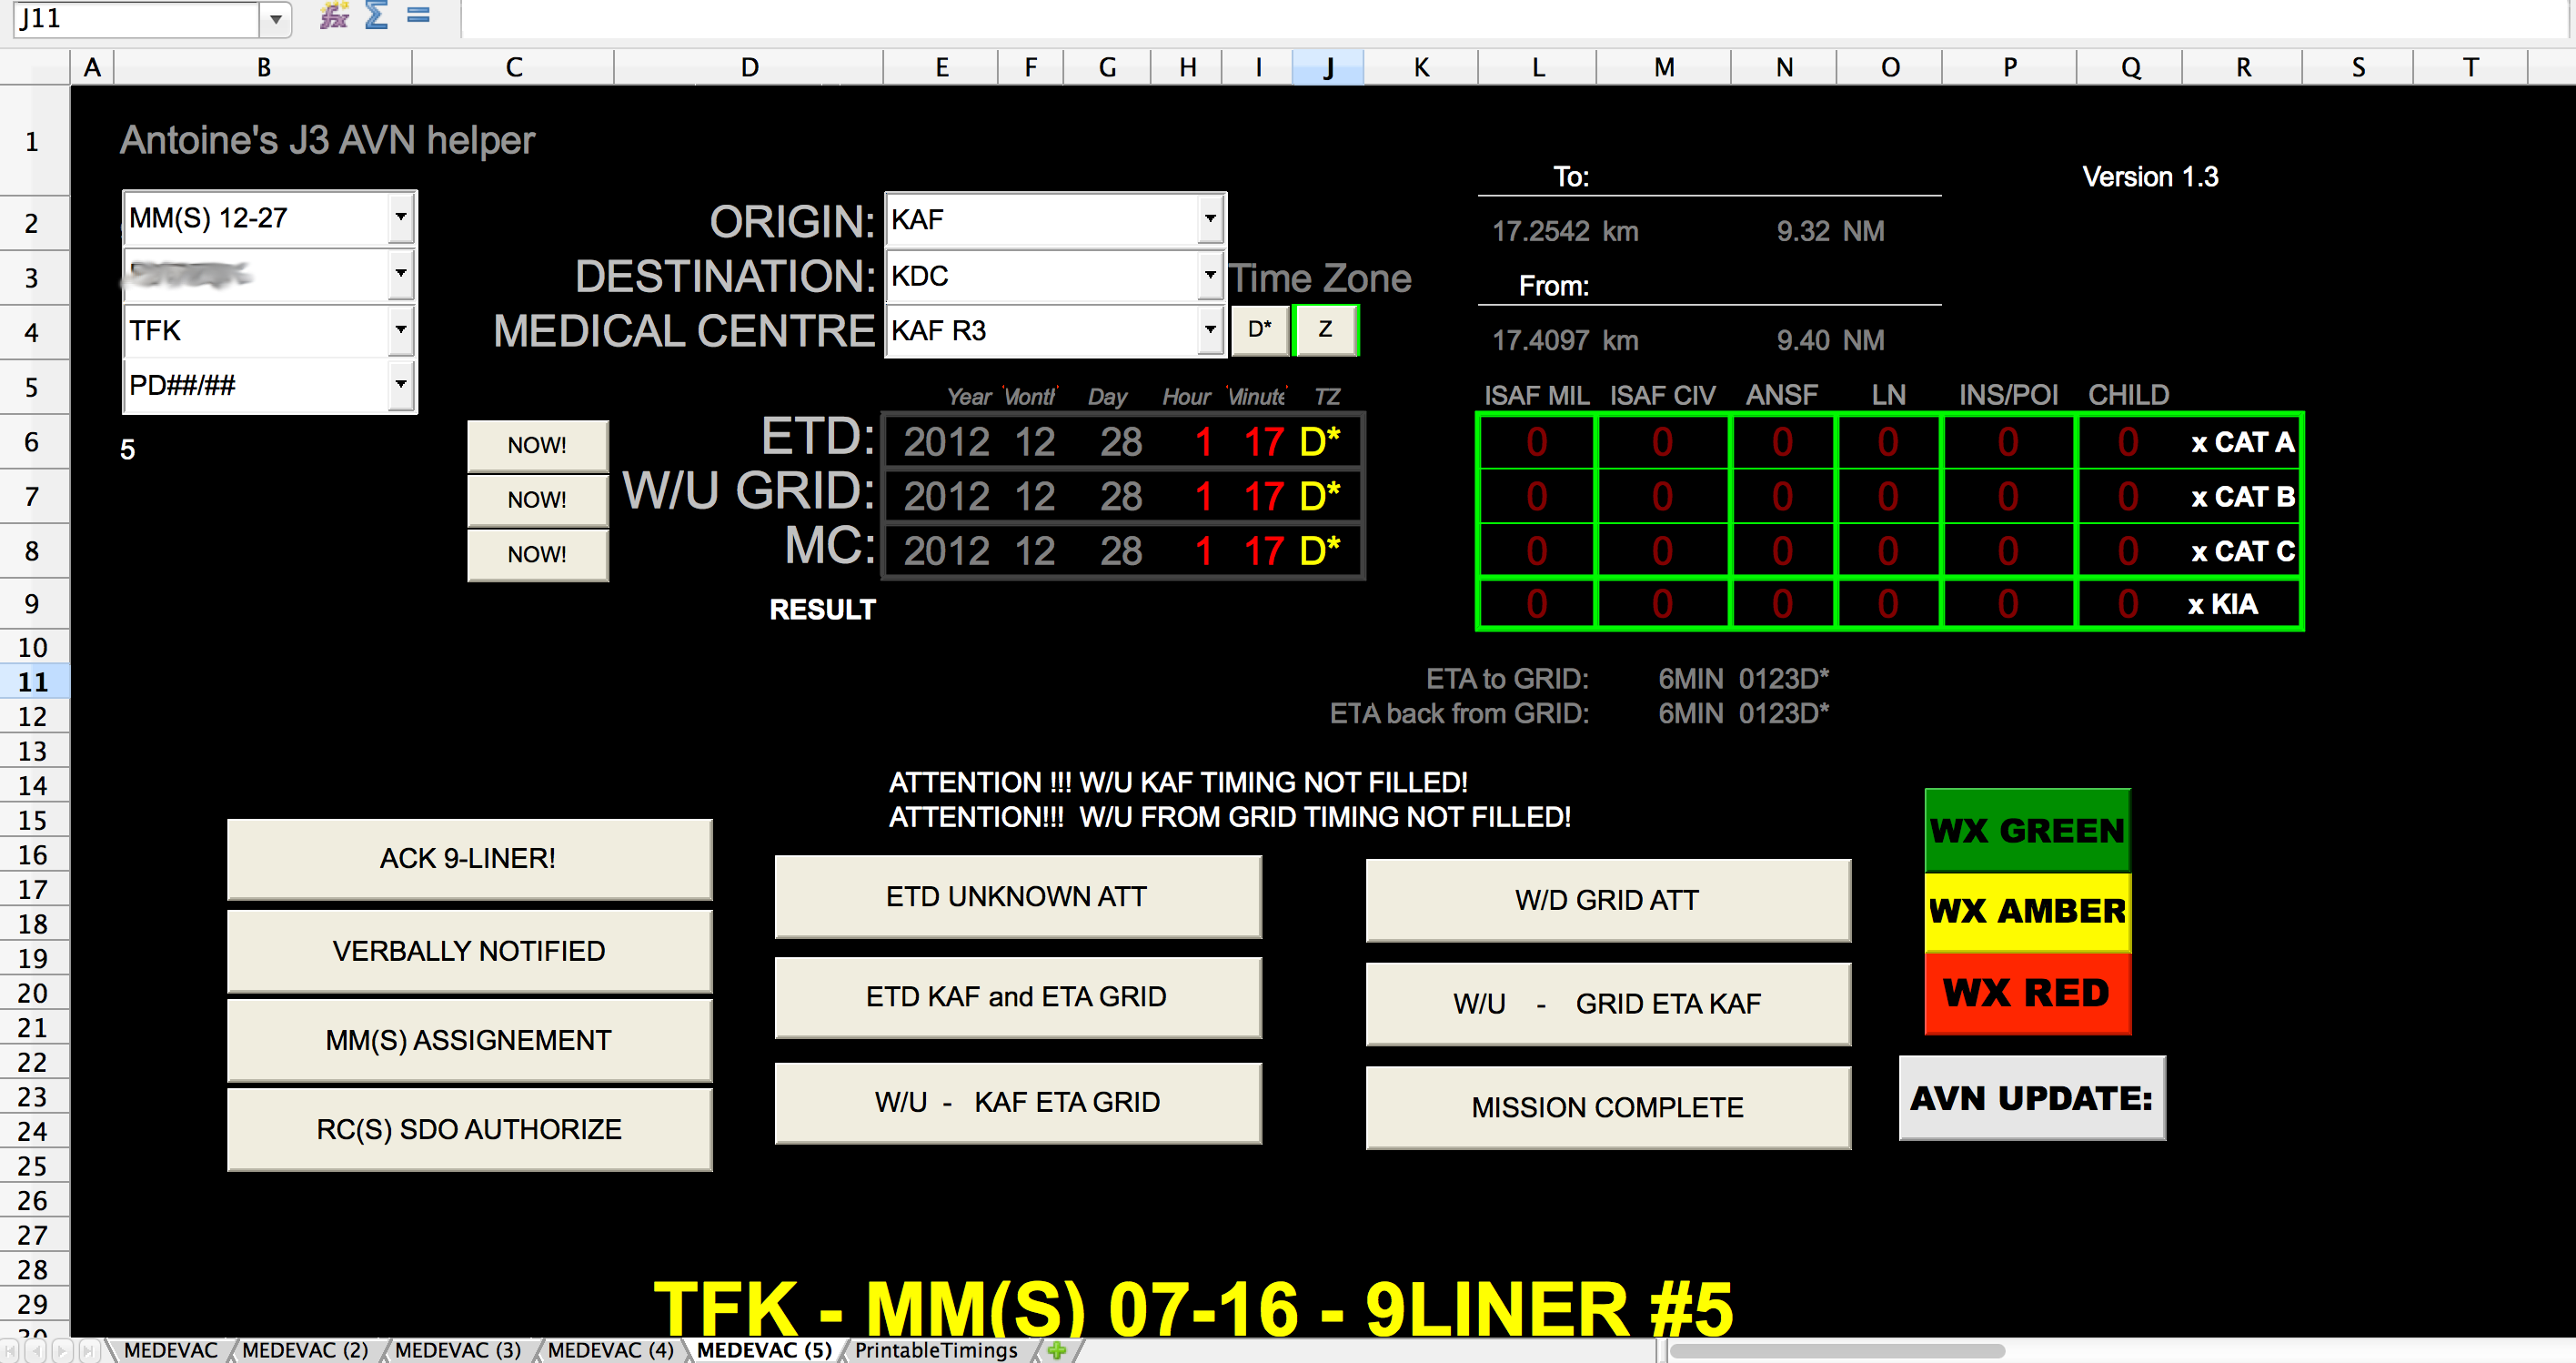 J11
A B C D E F G H I J K L M N O P Q R S T
1 Antoine's J3 AVN helper
To: Version 1.3
2 MM(S) 12-27 ORIGIN: KAF 17.2542 km 9.32 NM
3 DESTINATION: KDC Time Zone From:
4 TFK MEDICAL CENTRE KAF R3 D* Z 17.4097 km 9.40 NM
5 PD##/## Year Day Hour TZ ISAF MIL ISAF CIV ANSF LN INS/POI CHILD
6 5 NOW! ETD: 2012 12 28 1 17 D* 0 0 0 0 0 0 x CAT A
7 NOW! W/U GRID: 2012 12 28 1 17 D* 0 0 0 0 0 0 x CAT B
8 NOW! MC: 2012 12 28 1 17 D* 0 0 0 0 0 0 x CAT C
9 RESULT 0 0 0 0 0 0 x KIA
10
11 ETA to GRID: 6MIN 0123D*
12 ETA back from GRID: 6MIN 0123D*
13
14 ATTENTION !!! W/U KAF TIMING NOT FILLED!
15 ATTENTION!!! W/U FROM GRID TIMING NOT FILLED!
WX GREEN
16 ACK 9-LINER!
17 ETD UNKNOWN ATT W/D GRID ATT
18 WX AMBER
19 VERBALLY NOTIFIED
20 ETD KAF and ETA GRID W/U - GRID ETA KAF WX RED
21 MM(S) ASSIGNEMENT
22
23 W/U - KAF ETA GRID MISSION COMPLETE AVN UPDATE:
24 RC(S) SDO AUTHORIZE
25
26
27
28
29 TFK - MM(S) 07-16 - 9LINER #5
30
MEDEVAC MEDEVAC (2) MEDEVAC (3) MEDEVAC (4) MEDEVAC (5) PrintableTimings